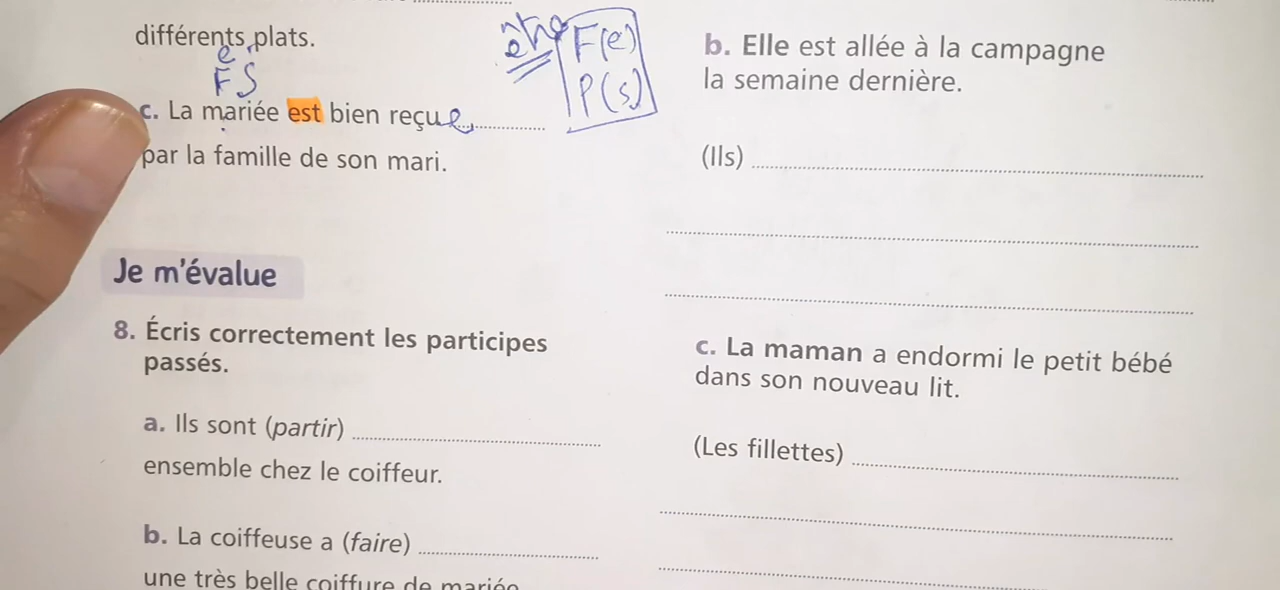 différents plats.
e
F S
être F(e)
P(s)
c. La mariée est bien reçue
par la famille de son mari.
Je m'évalue
8. Écris correctement les participes
passés.
a. Ils sont (partir)
ensemble chez le coiffeur.
b. La coiffeuse a (faire)
une très belle coiffure de mariée
b. Elle est allée à la campagne
la semaine dernière.
(Ils)
c. La maman a endormi le petit bébé
dans son nouveau lit.
(Les fillettes)